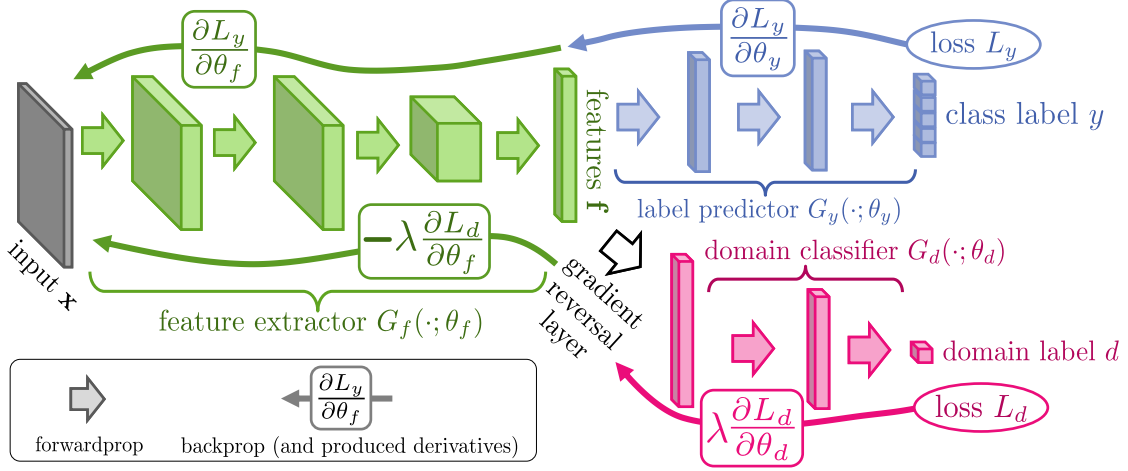 ∂L_y/∂θ_f
∂L_y/∂θ_y
loss L_y
features f
class label y
label predictor G_y(·; θ_y)
input x
−λ ∂L_d/∂θ_f
feature extractor G_f(·; θ_f)
gradient
reversal
layer
domain classifier G_d(·; θ_d)
domain label d
λ ∂L_d/∂θ_d
loss L_d
∂L_y/∂θ_f
forwardprop
backprop (and produced derivatives)